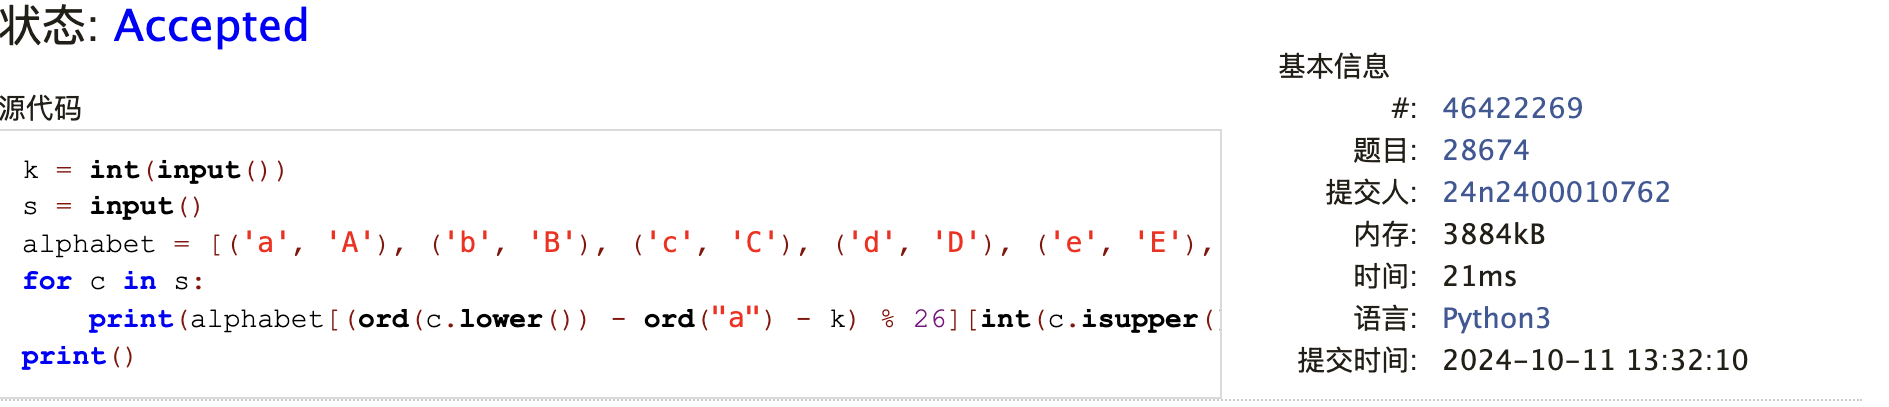 状态: Accepted
源代码
k = int(input())
s = input()
alphabet = [('a', 'A'), ('b', 'B'), ('c', 'C'), ('d', 'D'), ('e', 'E'),
for c in s:
    print(alphabet[(ord(c.lower()) - ord("a") - k) % 26][int(c.isupper(
print()
基本信息
#: 46422269
题目: 28674
提交人: 24n2400010762
内存: 3884kB
时间: 21ms
语言: Python3
提交时间: 2024-10-11 13:32:10